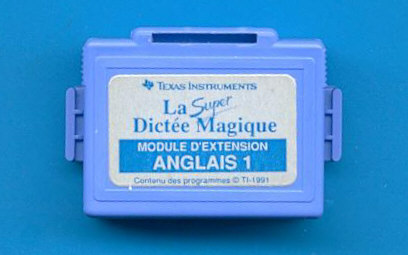 TEXAS INSTRUMENTS
La Super
Dictée Magique
MODULE D'EXTENSION
ANGLAIS 1
Contenu des programmes © TI-1991